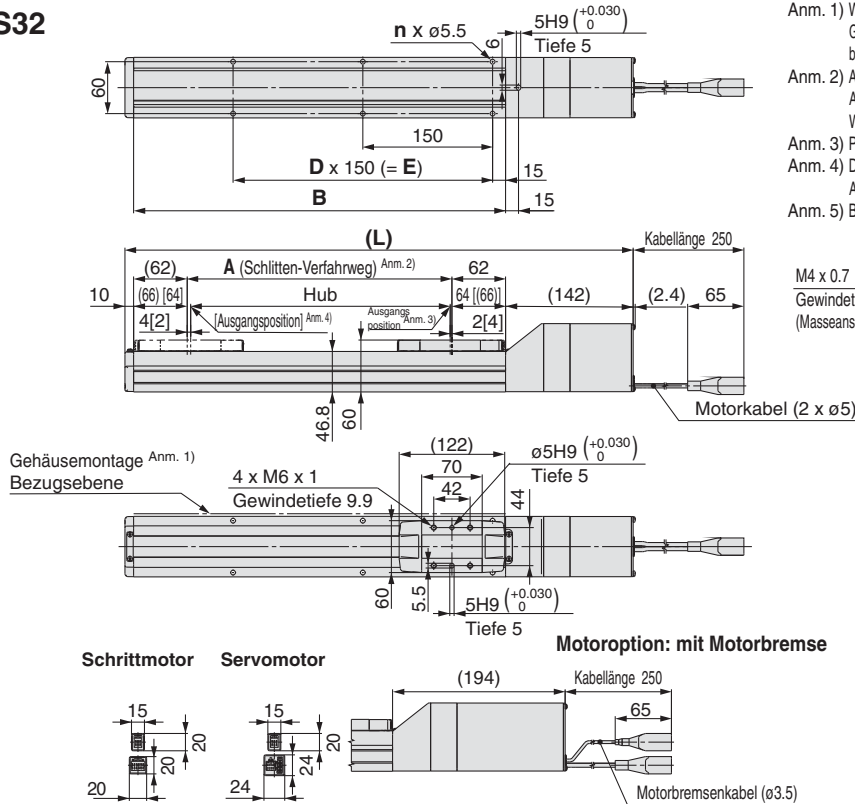 S32
n x ø5.5
5H9 (+0.030 0)
Tiefe 5
6
60
150
D x 150 (= E)
15
B
15
Anm. 1) W
G
b
Anm. 2) A
A
W
Anm. 3) P
Anm. 4) D
A
Anm. 5) B
(L)
Kabellänge 250
(62)
A (Schlitten-Verfahrweg) Anm. 2)
62
10
(66) [64]
Hub
64 [(66)]
(142)
(2.4)
65
4[2]
[Ausgangsposition] Anm. 4)
Ausgangs
position Anm. 3)
2[4]
M4 x 0.7
Gewindet
(Masseans
46.8
60
Motorkabel (2 x ø5)
Gehäusemontage Anm. 1)
Bezugsebene
4 x M6 x 1
Gewindetiefe 9.9
(122)
70
42
ø5H9 (+0.030 0)
Tiefe 5
44
60
5.5
5H9 (+0.030 0)
Tiefe 5
Motoroption: mit Motorbremse
Schrittmotor
Servomotor
(194)
Kabellänge 250
65
15
20
20
20
15
20
24
24
Motorbremsenkabel (ø3.5)